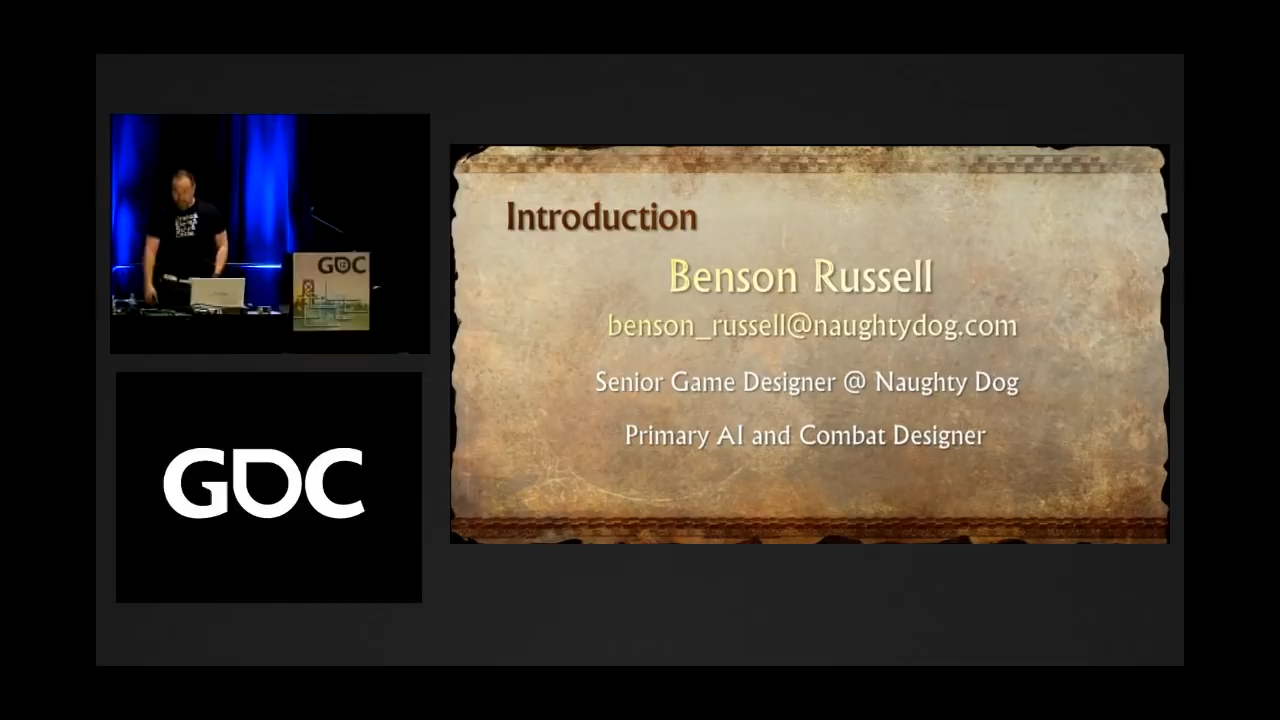 GDC
GDC
Introduction
Benson Russell
benson_russell@naughtydog.com
Senior Game Designer @ Naughty Dog
Primary AI and Combat Designer